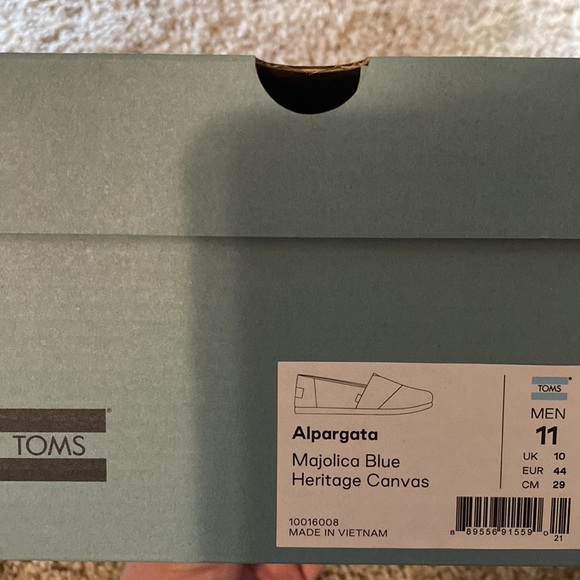 TOMS
Alpargata
Majolica Blue
Heritage Canvas
10016008
MADE IN VIETNAM
TOMS
MEN
11
UK 10
EUR 44
CM 29
8 89556 91559 0
21